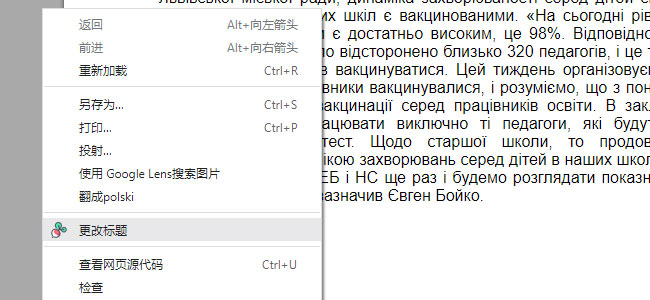 Львівської міської ради, динаміка захворюваності серед дітей
返回 Alt+向左箭头
их шкіл є вакцинованими. «На сьогодні рів
前进 Alt+向右箭头
є достатньо високим, це 98%. Відповідно
重新加载 Ctrl+R
ло відсторонено близько 320 педагогів, і це т
в вакцинуватися. Цей тиждень організовує
另存为... Ctrl+S
вники вакцинувалися, і розуміємо, що з пон
打印... Ctrl+P
вакцинації серед працівників освіти. В зак
投射...
ацювати виключно ті педагоги, які будут
使用 Google Lens搜索图片
тест. Щодо старшої школи, то продов
翻成polski
ікою захворювань серед дітей в наших школ
ЕБ і НС ще раз і будемо розглядати показн
зазначив Євген Бойко.
更改标题
查看网页源代码 Ctrl+U
检查